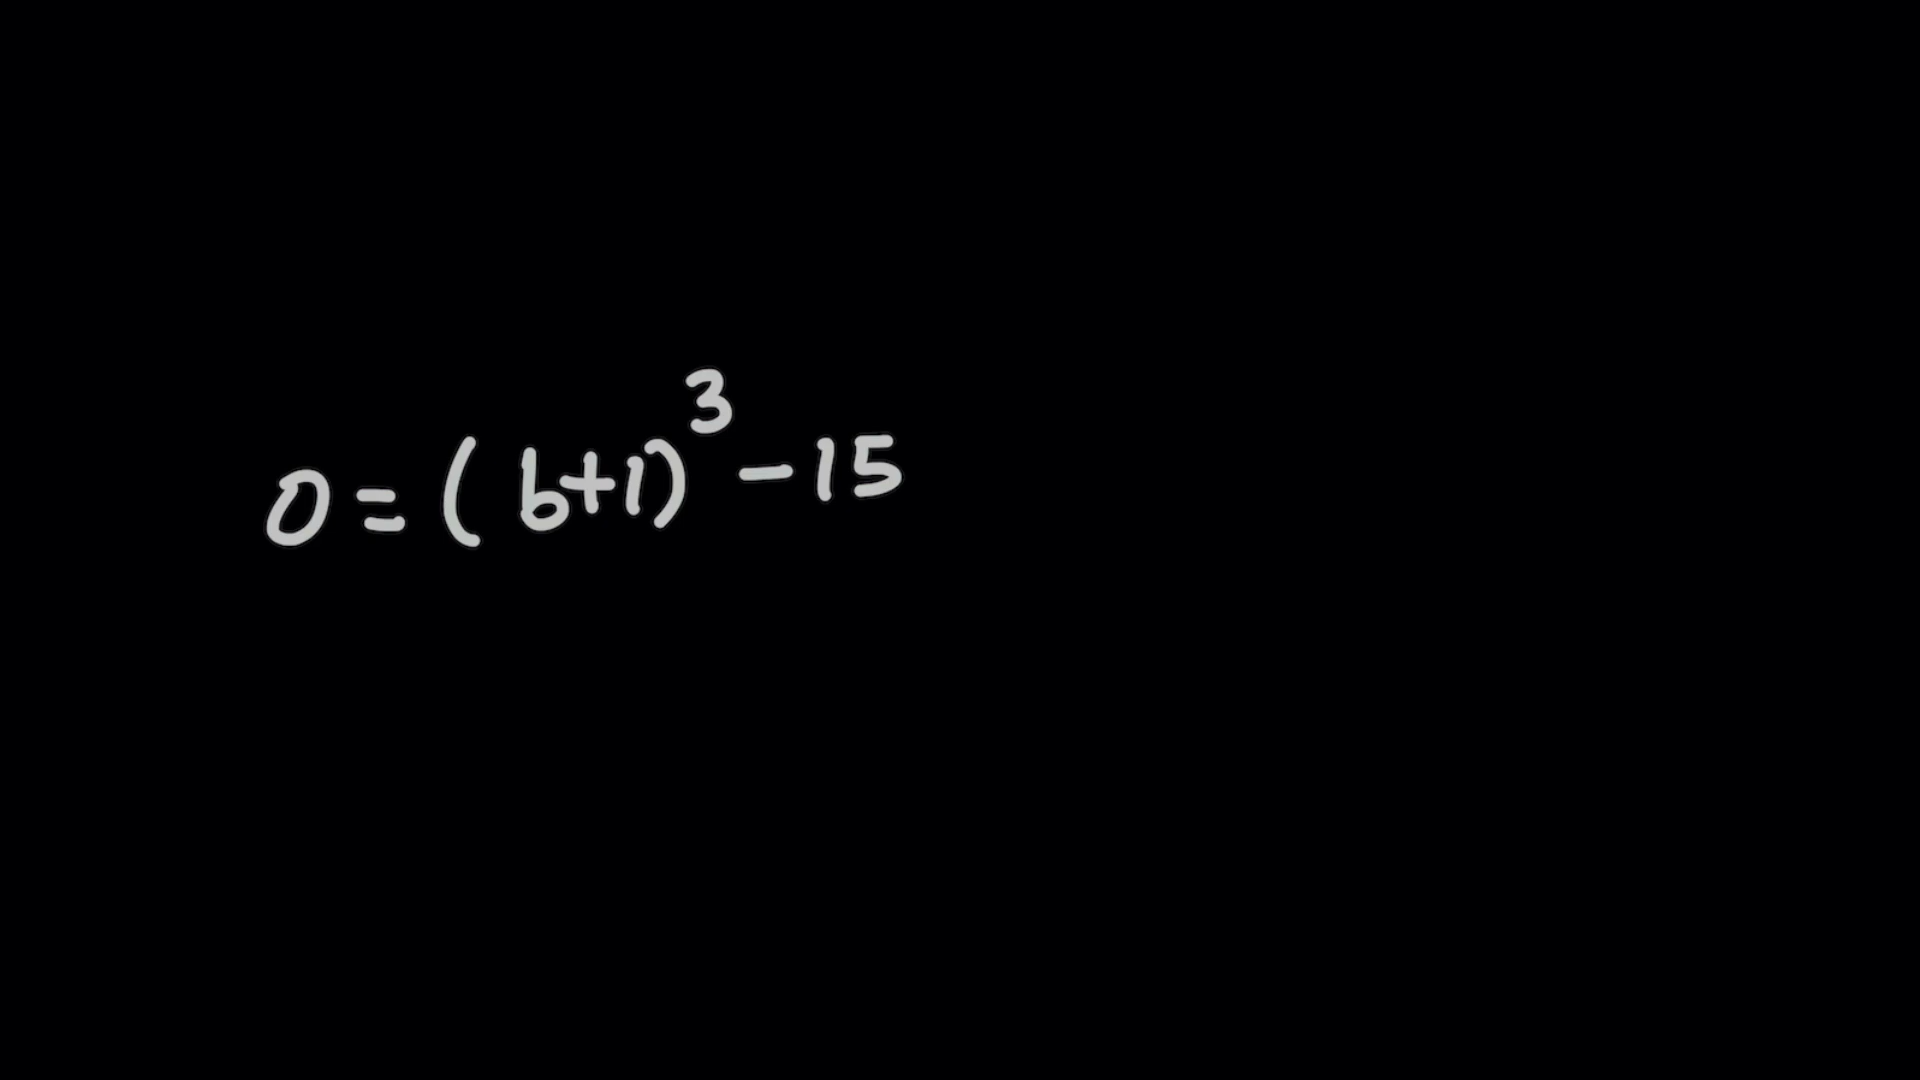 0 = (b+1)³ - 15